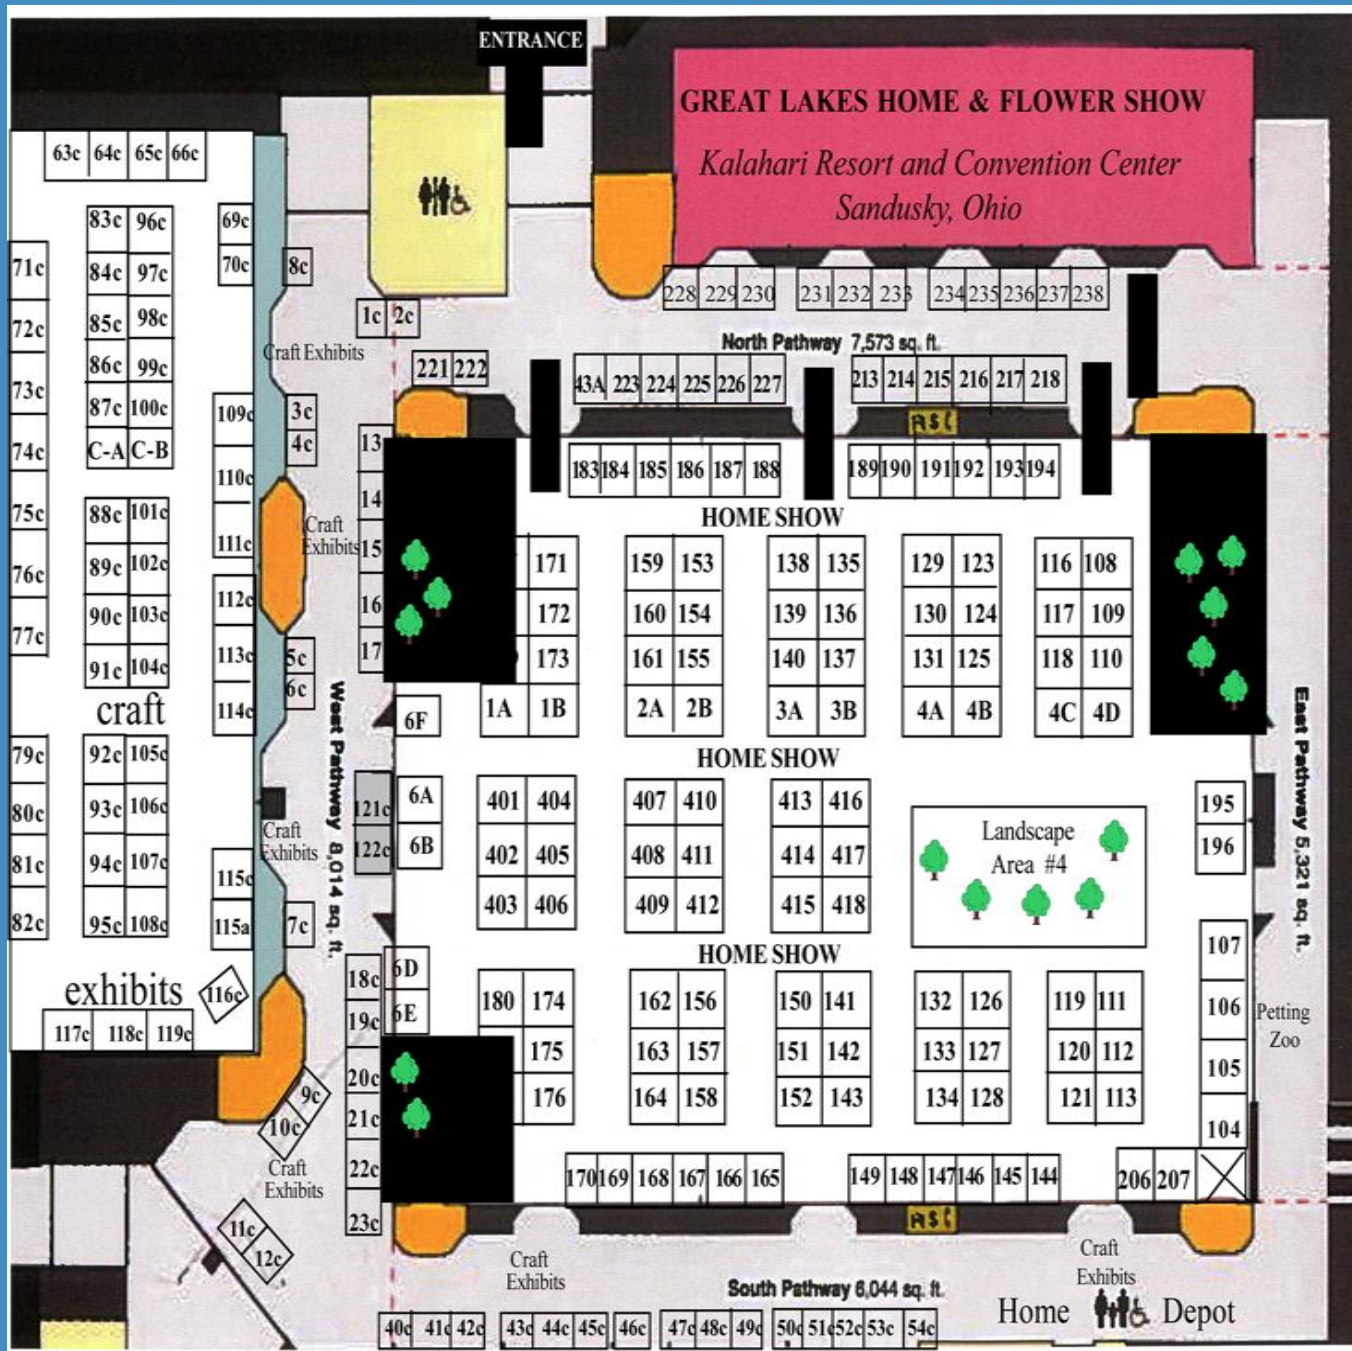 ENTRANCE
GREAT LAKES HOME & FLOWER SHOW
Kalahari Resort and Convention Center
Sandusky, Ohio
63c 64c 65c 66c
83c 96c
84c 97c
85c 98c
86c 99c
87c 100c
C-A C-B
88c 101c
89c 102c
90c 103c
91c 104c
craft
92c 105c
93c 106c
94c 107c
95c 108c
exhibits
117c 118c 119c
116c
71c
72c
73c
74c
75c
76c
77c
79c
80c
81c
82c
69c
70c
109c
110c
111c
112c
113c
114c
115c
115a
8c
1c 2c
Craft Exhibits
3c
4c
Craft
Exhibits
5c
6c
Craft
Exhibits
7c
9c
10c
Craft
Exhibits
11c
12c
West Pathway 8,014 sq. ft.
221 222
13
14
15
16
17
121c
122c
18c
19c
20c
21c
22c
23c
6F
6A
6B
6D
6E
228 229 230 231 232 233 234 235 236 237 238
North Pathway 7,573 sq. ft.
43A 223 224 225 226 227 213 214 215 216 217 218
ASC
183 184 185 186 187 188 189 190 191 192 193 194
HOME SHOW
171 159 153 138 135 129 123 116 108
172 160 154 139 136 130 124 117 109
173 161 155 140 137 131 125 118 110
1A 1B 2A 2B 3A 3B 4A 4B 4C 4D
HOME SHOW
401 404 407 410 413 416
402 405 408 411 414 417
403 406 409 412 415 418
Landscape
Area #4
195
196
HOME SHOW
180 174 162 156 150 141 132 126 119 111
175 163 157 151 142 133 127 120 112
176 164 158 152 143 134 128 121 113
107
106
105
104
170 169 168 167 166 165 149 148 147 146 145 144 206 207
ASC
East Pathway 5,321 sq. ft.
Petting
Zoo
Craft
Exhibits
Craft
Exhibits
South Pathway 6,044 sq. ft.
Home Depot
40c 41c 42c 43c 44c 45c 46c 47c 48c 49c 50c 51c 52c 53c 54c